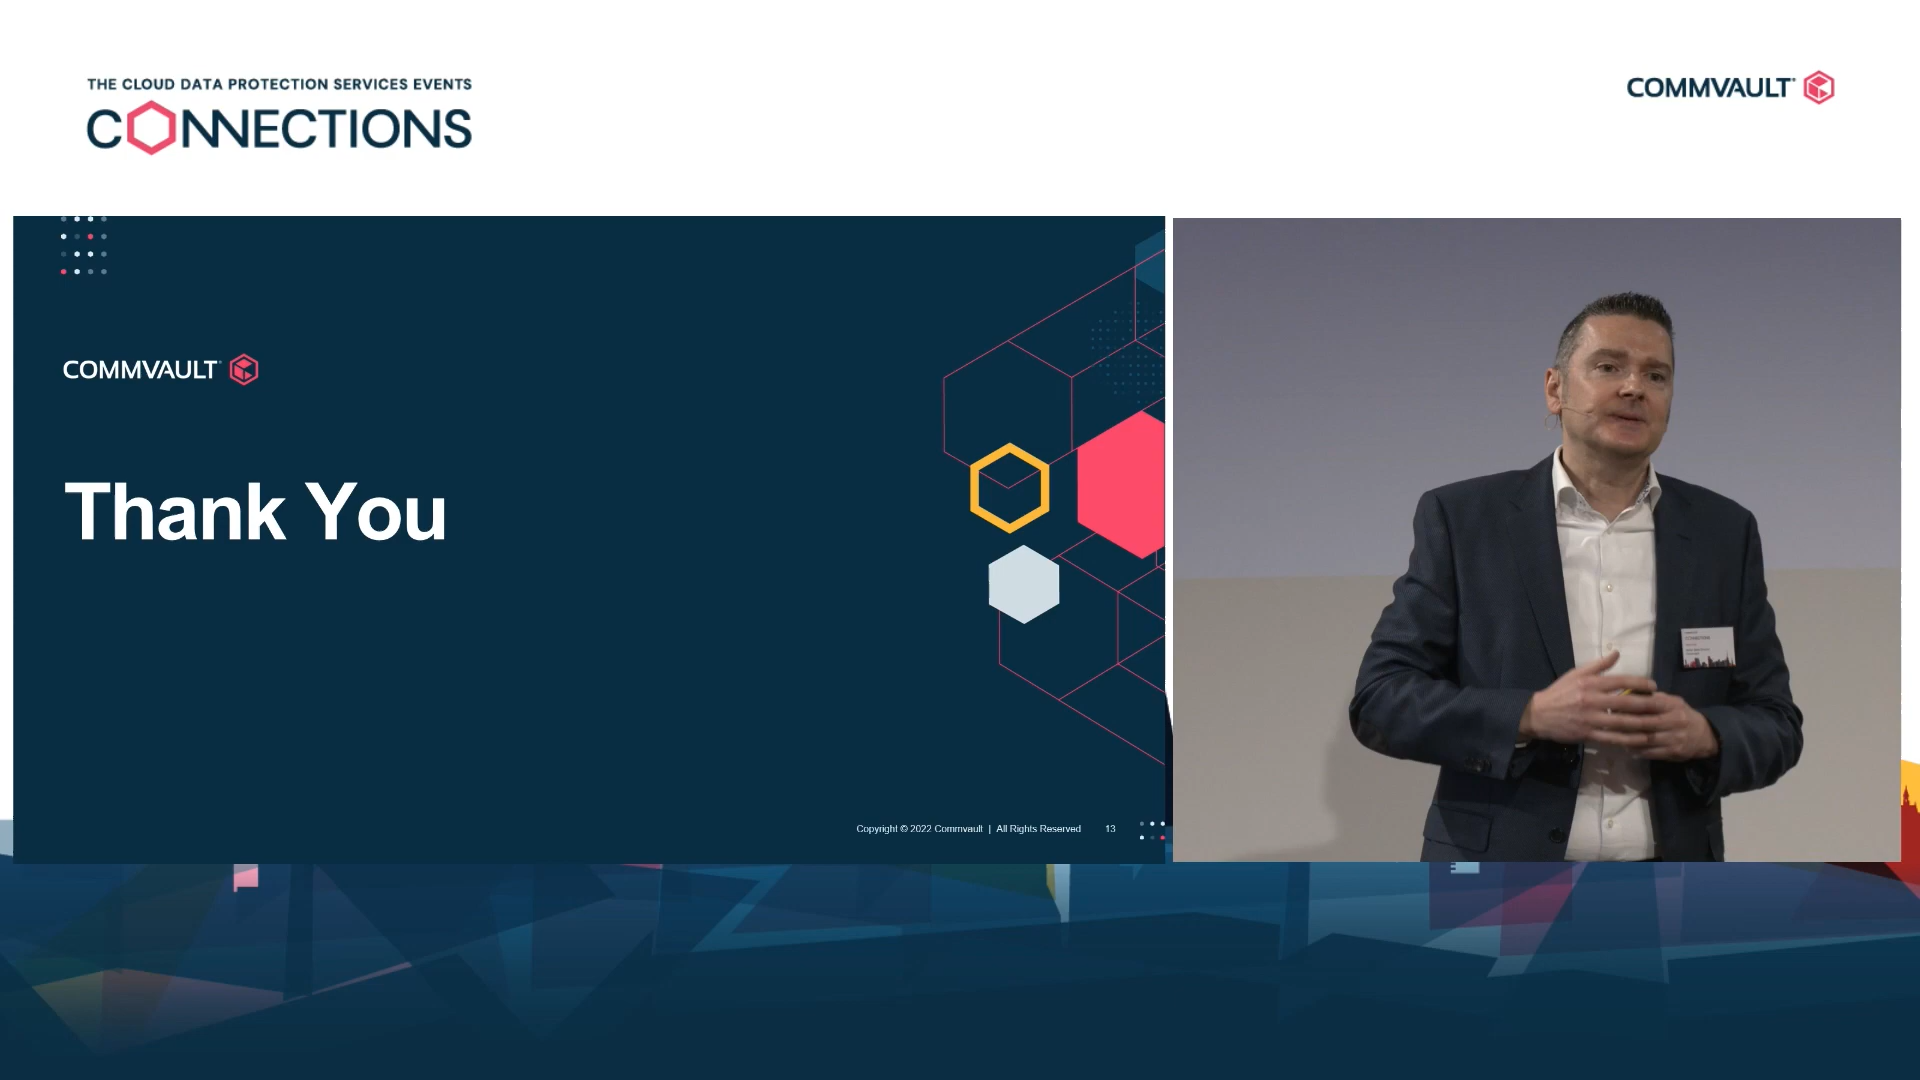 THE CLOUD DATA PROTECTION SERVICES EVENTS
CONNECTIONS
COMMVAULT
COMMVAULT
Thank You
Copyright © 2022 Commvault | All Rights Reserved 13